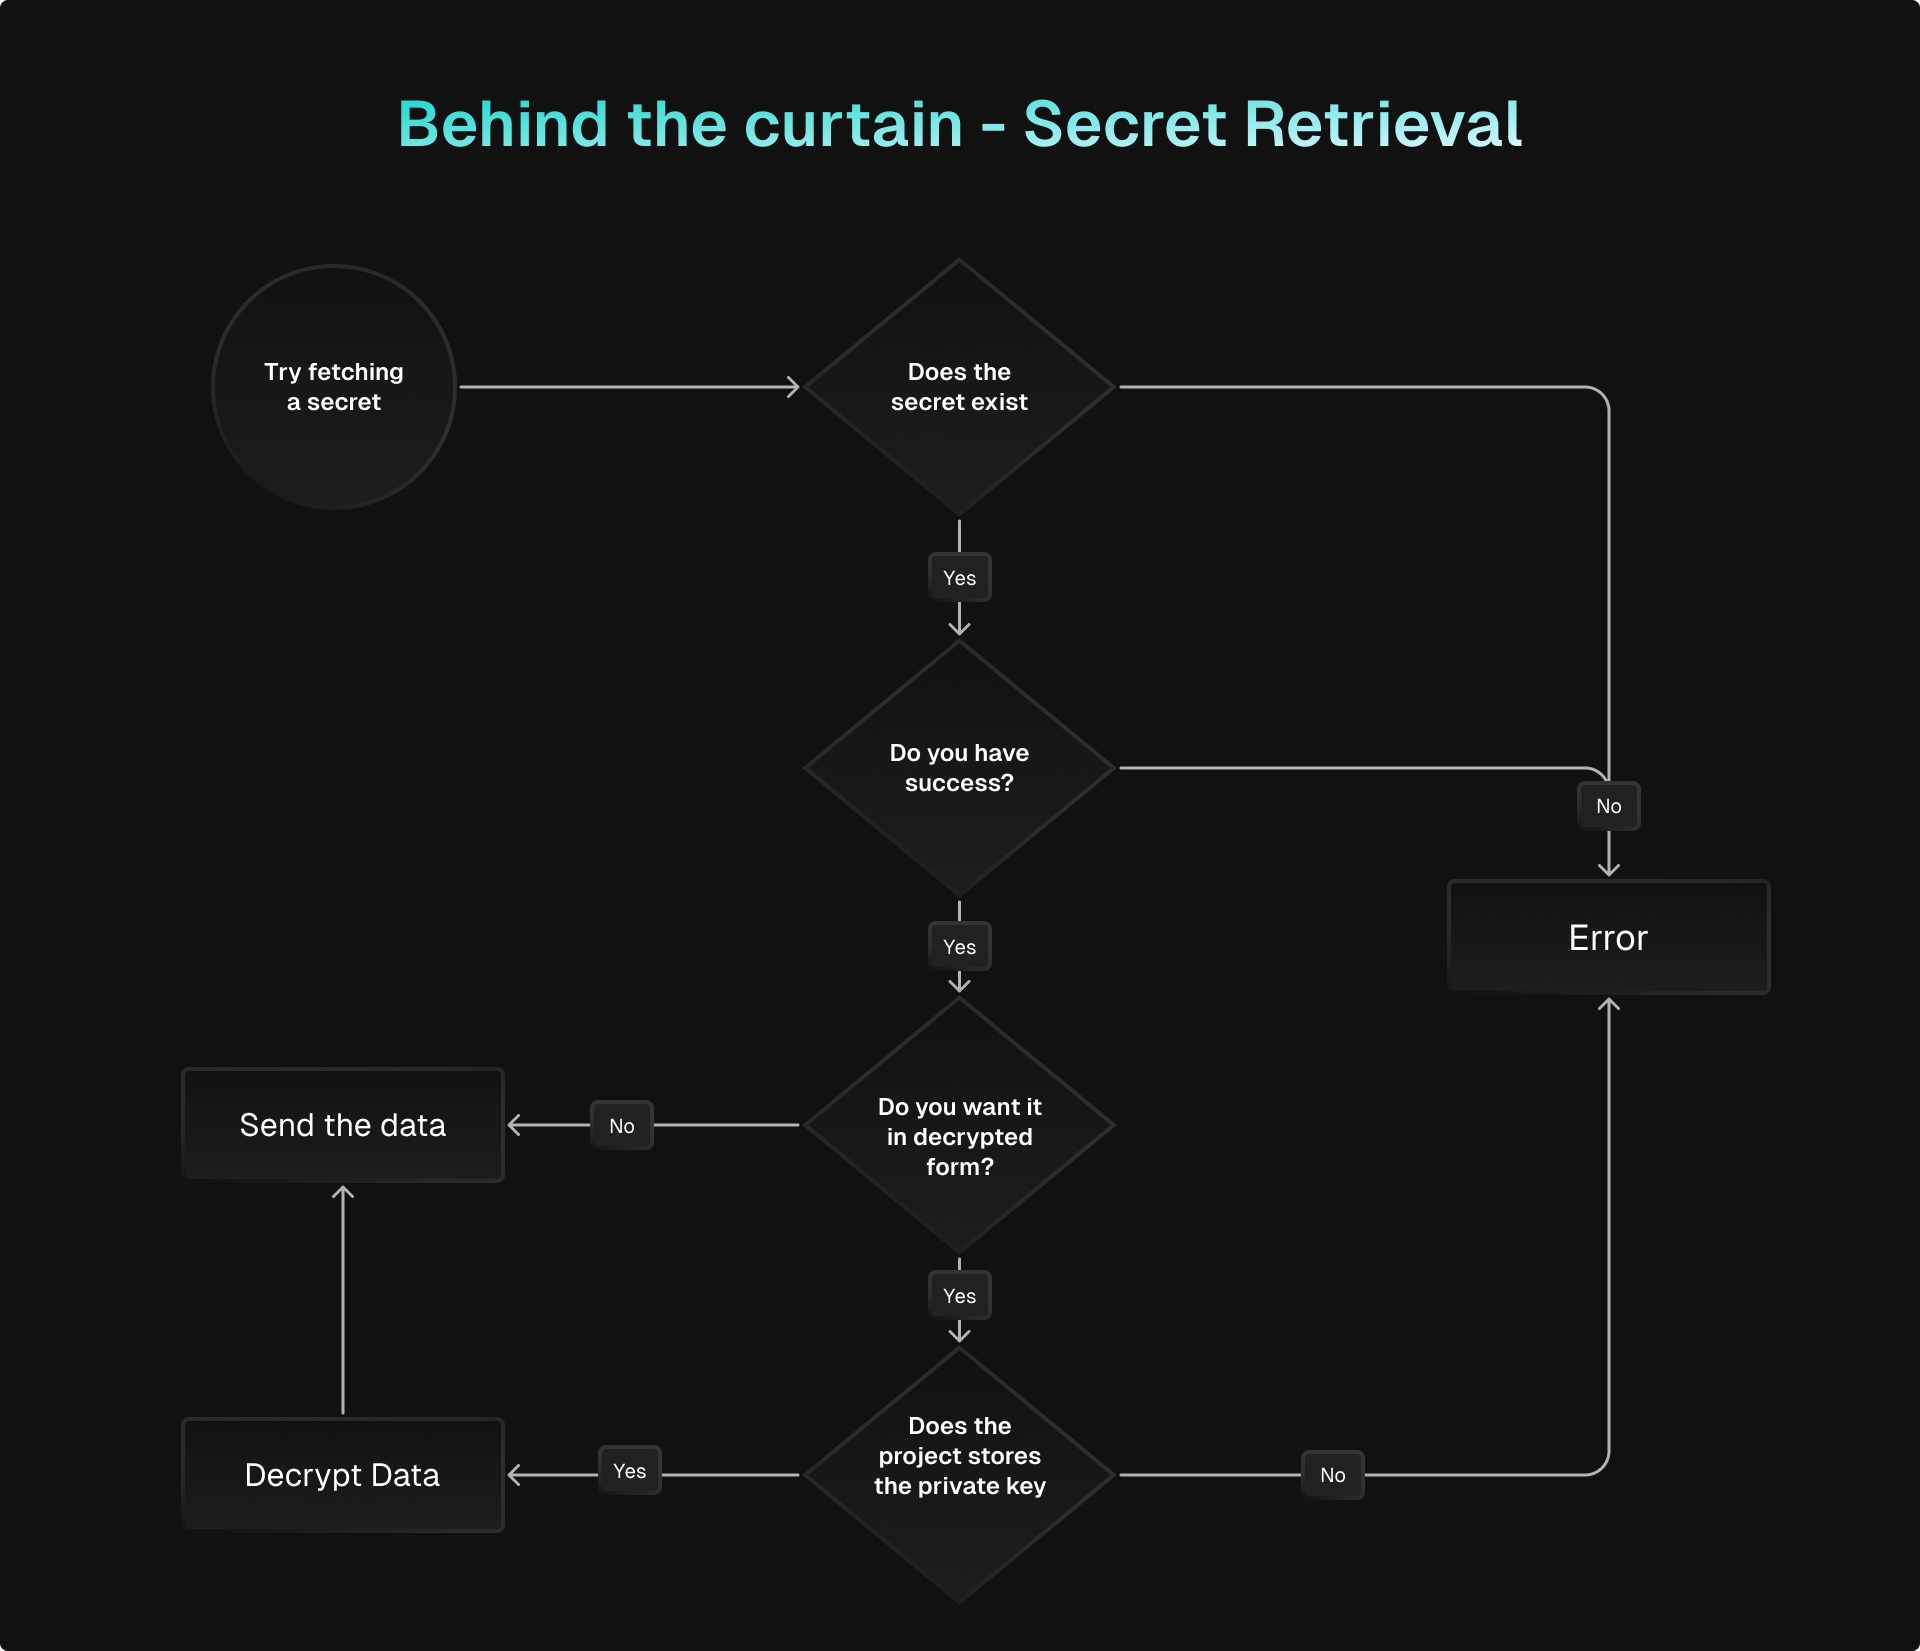 Behind the curtain - Secret Retrieval
Try fetching
a secret
Does the
secret exist
Yes
Do you have
success?
No
Error
Yes
Do you want it
in decrypted
form?
No
Send the data
Yes
Does the
project stores
the private key
Yes
Decrypt Data
No